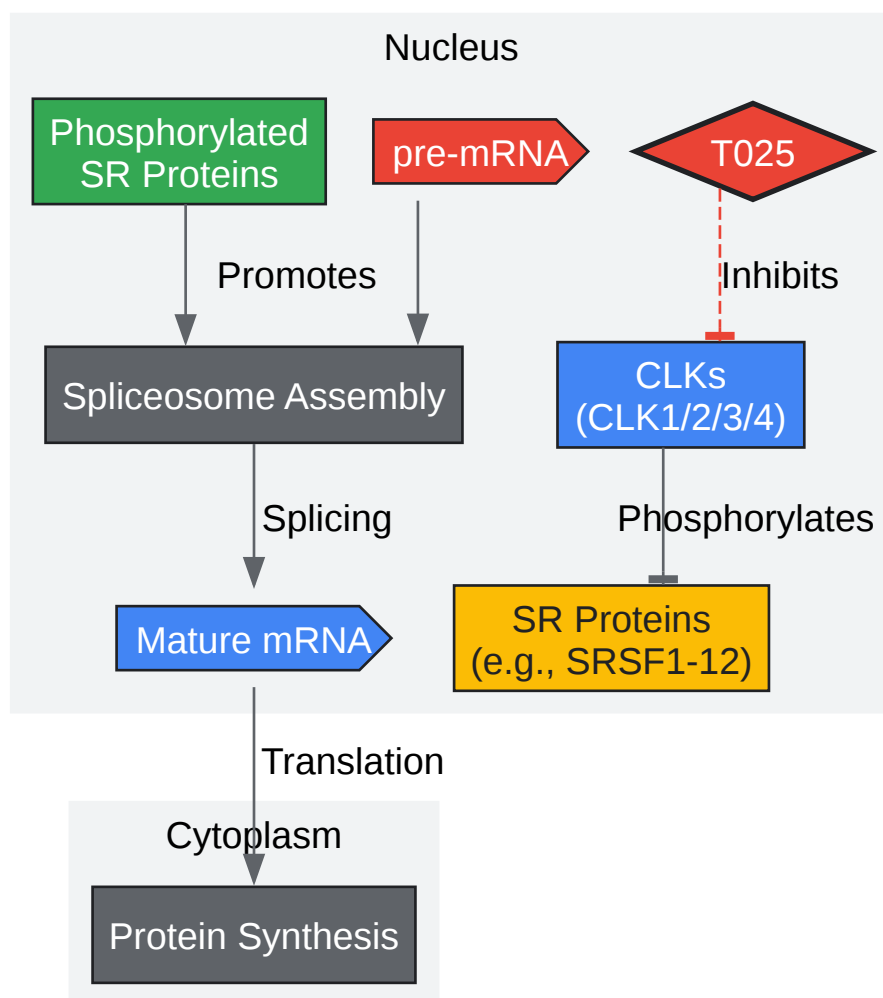 Nucleus
Phosphorylated
SR Proteins
pre-mRNA
T025
Promotes
Inhibits
Spliceosome Assembly
CLKs
(CLK1/2/3/4)
Splicing
Phosphorylates
Mature mRNA
SR Proteins
(e.g., SRSF1-12)
Translation
Cytoplasm
Protein Synthesis